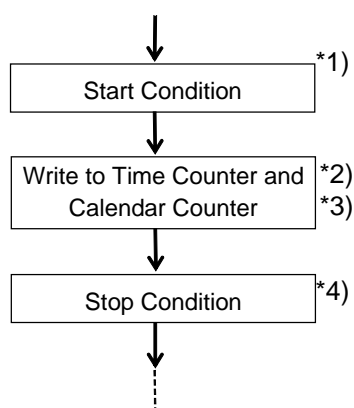 *1)
Start Condition
Write to Time Counter and *2)
Calendar Counter *3)
Stop Condition *4)